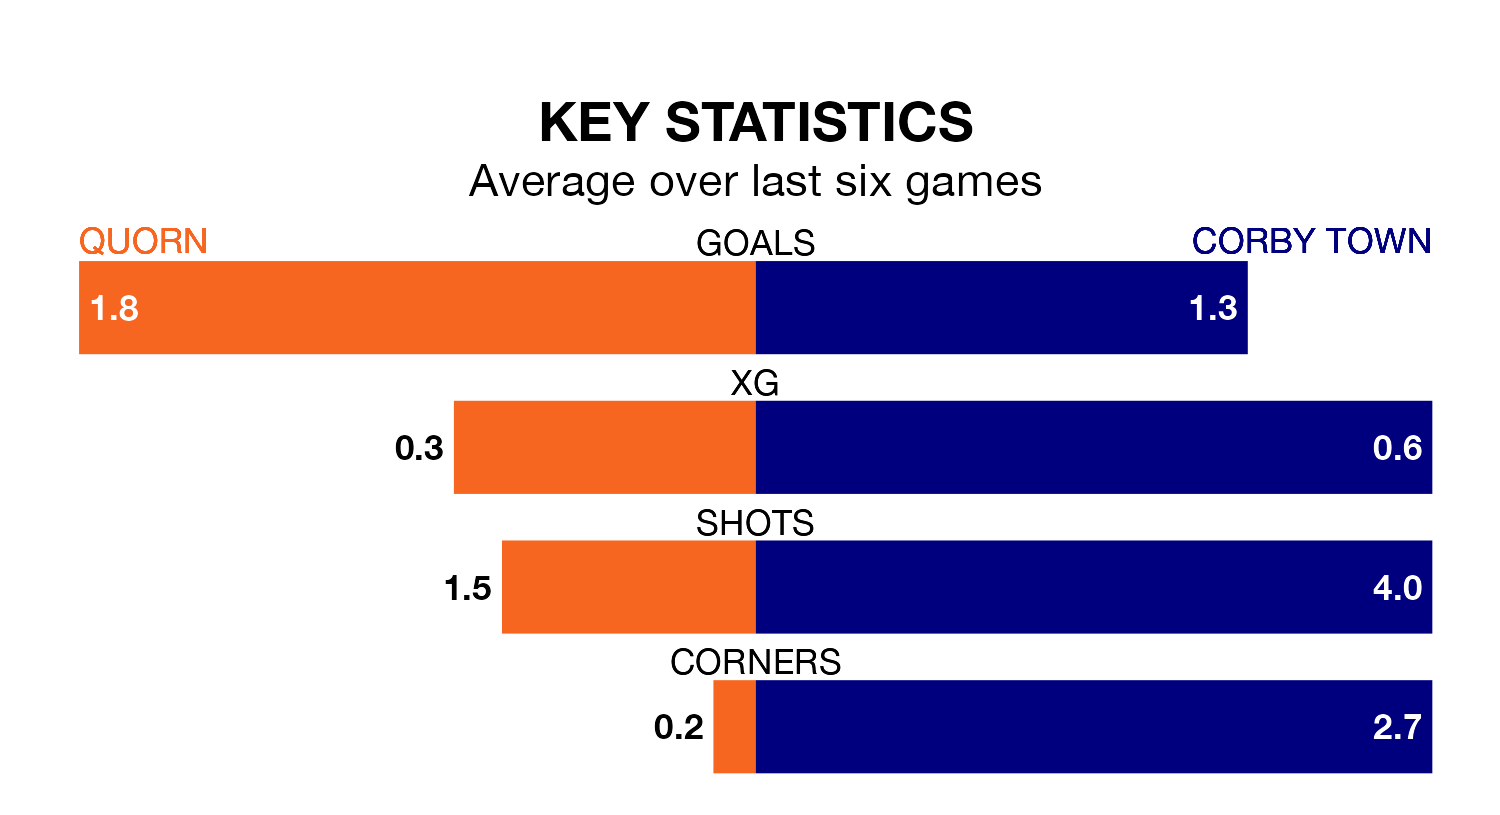 KEY STATISTICS
Average over last six games
QUORN GOALS CORBY TOWN
1.8 1.3
XG
0.3 0.6
SHOTS
1.5 4.0
CORNERS
0.2 2.7